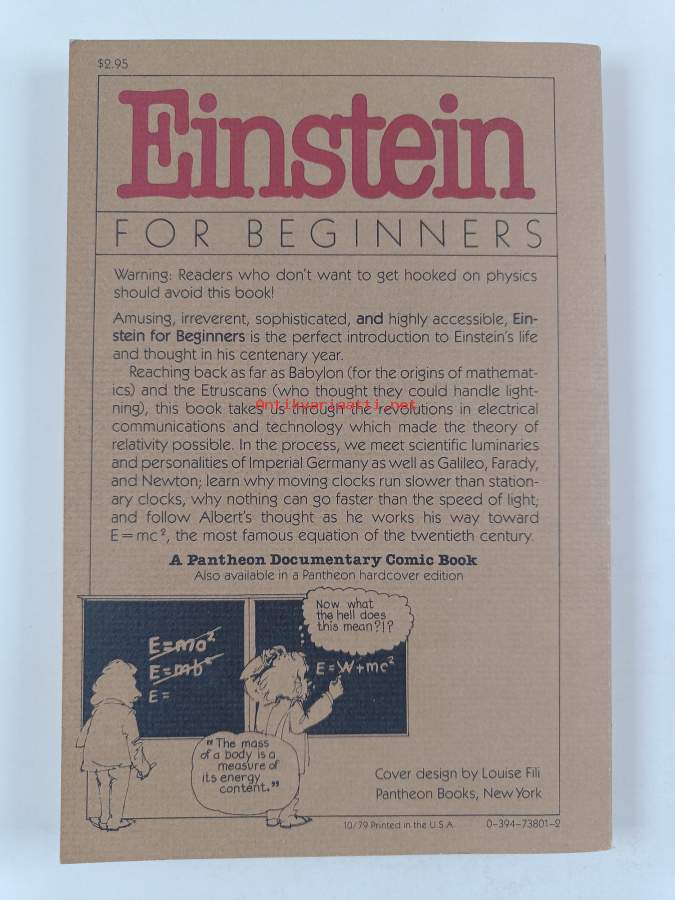 $2.95
Einstein
FOR BEGINNERS
Warning: Readers who don't want to get hooked on physics
should avoid this book!
Amusing, irreverent, sophisticated, and highly accessible, Ein-
stein for Beginners is the perfect introduction to Einstein's life
and thought in his centenary year.
Reaching back as far as Babylon (for the origins of mathemat-
ics) and the Etruscans (who thought they could handle light-
ning), this book takes us through the revolutions in electrical
Antikvariaatti.net
communications and technology which made the theory of
relativity possible. In the process, we meet scientific luminaries
and personalities of Imperial Germany as well as Galileo, Farady,
and Newton; learn why moving clocks run slower than station-
ary clocks, why nothing can go faster than the speed of light;
and follow Albert's thought as he works his way toward
E=mc², the most famous equation of the twentieth century.
A Pantheon Documentary Comic Book
Also available in a Pantheon hardcover edition
Now what
the hell does
this mean?!?
E=ma²
E=mb²
E=
E=W+mc²
"The mass
of a body is a
measure of
its energy
content."
Cover design by Louise Fili
Pantheon Books, New York
10/79 Printed in the U.S.A. 0-394-73801-2